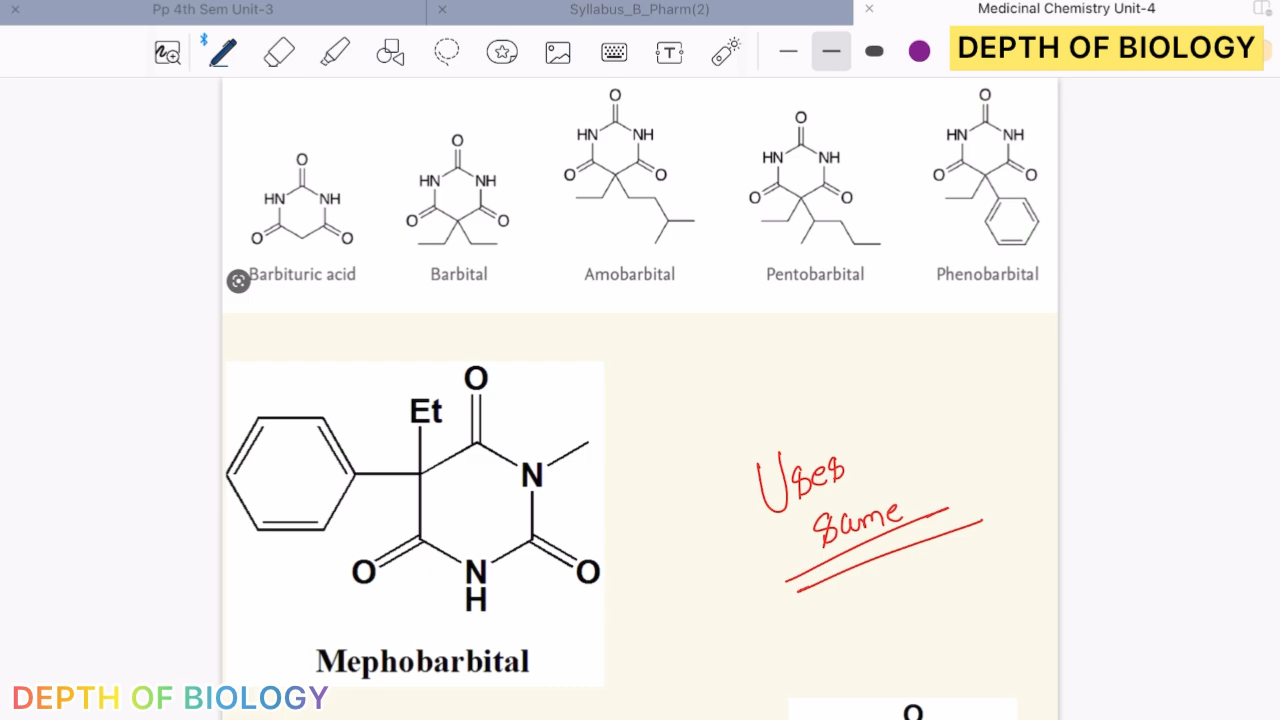 Pp 4th Sem Unit-3
Syllabus_B_Pharm(2)
Medicinal Chemistry Unit-4
DEPTH OF BIOLOGY
O
HN NH
O O
Barbituric acid
O
HN NH
O O
Barbital
O
HN NH
O O
Amobarbital
O
HN NH
O O
Pentobarbital
O
HN NH
O O
Phenobarbital
O
Et
N
O N O
H
Mephobarbital
Uses
same
DEPTH OF BIOLOGY
O